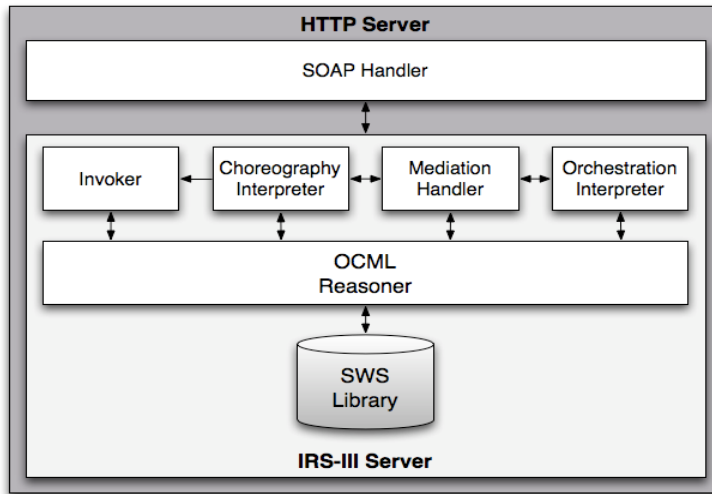 HTTP Server
SOAP Handler
Invoker
Choreography
Interpreter
Mediation
Handler
Orchestration
Interpreter
OCML
Reasoner
SWS
Library
IRS-III Server